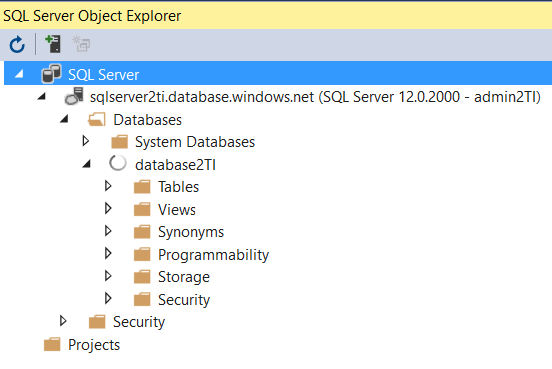 SQL Server Object Explorer
SQL Server
sqlserver2ti.database.windows.net (SQL Server 12.0.2000 - admin2TI)
Databases
System Databases
database2TI
Tables
Views
Synonyms
Programmability
Storage
Security
Security
Projects